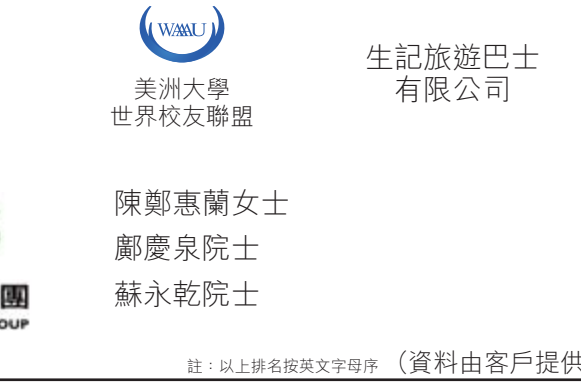 WAAAU
美洲大學
世界校友聯盟
生記旅遊巴士
有限公司
陳鄭惠蘭女士
鄺慶泉院士
蘇永乾院士
團
OUP
註：以上排名按英文字母序 （資料由客戶提供